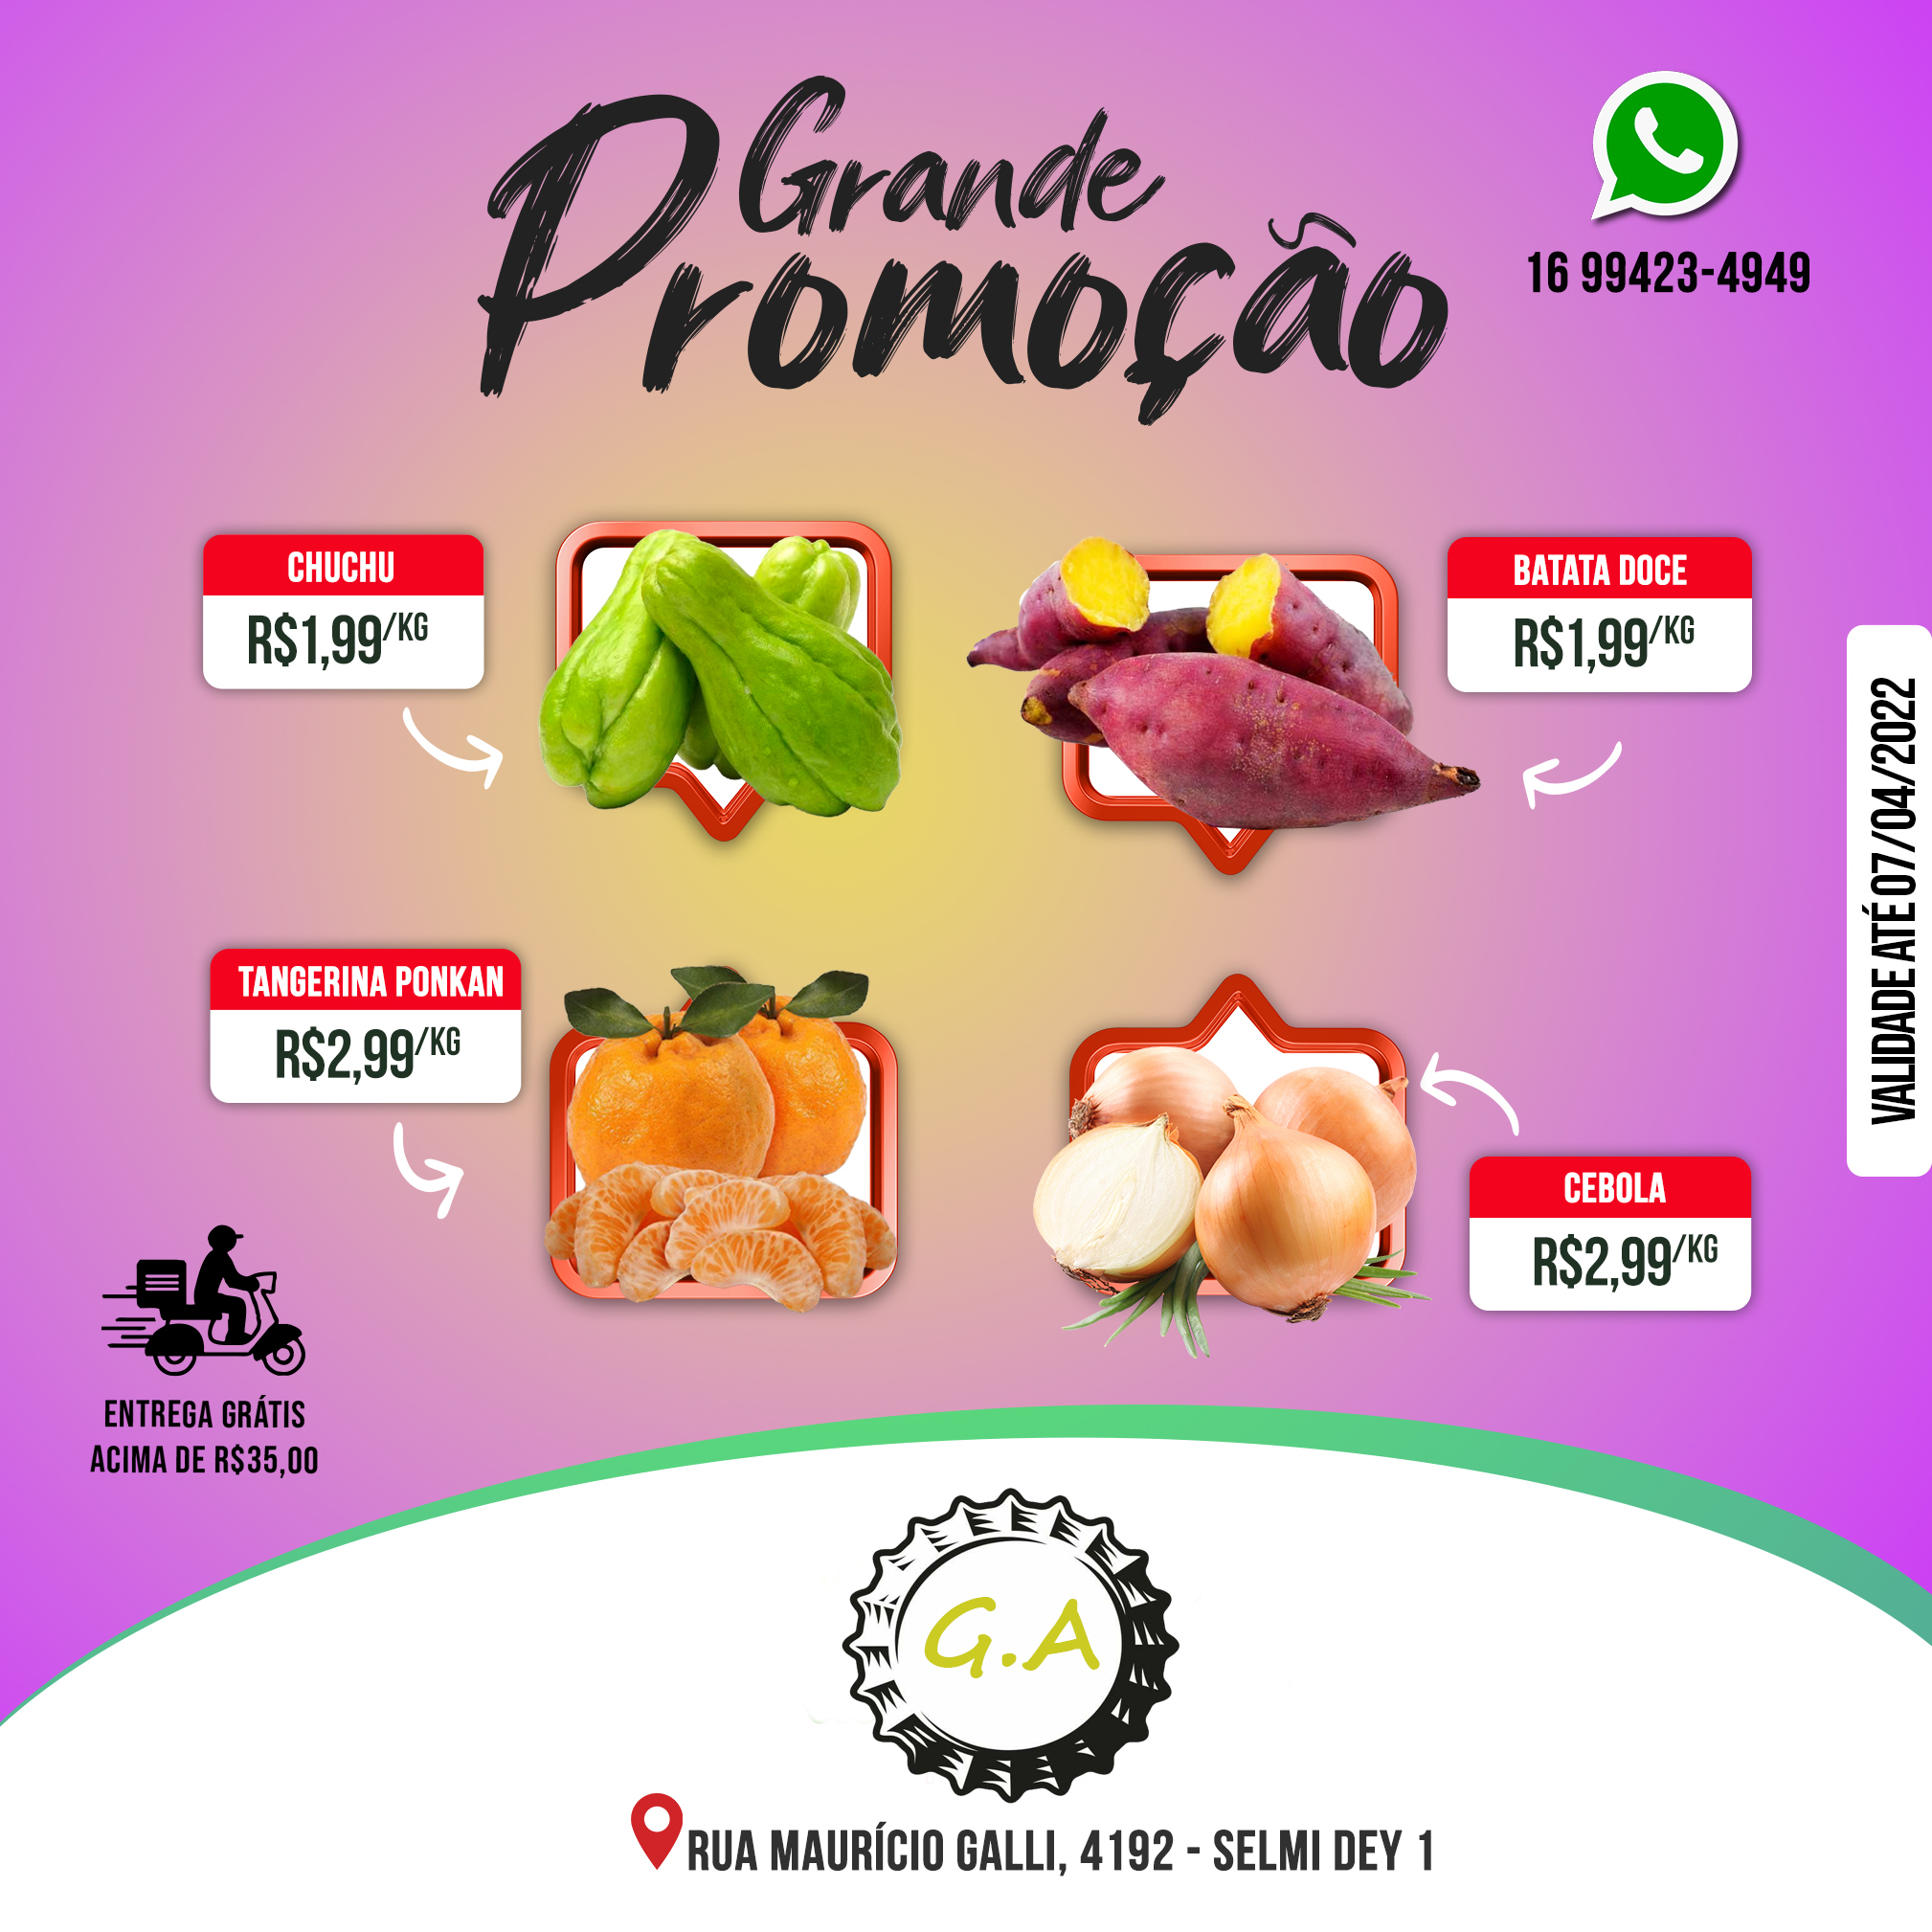 Grande
Promoção
16 99423-4949
CHUCHU
R$1,99/KG
BATATA DOCE
R$1,99/KG
TANGERINA PONKAN
R$2,99/KG
CEBOLA
R$2,99/KG
VALIDADE ATÉ 07/04/2022
ENTREGA GRÁTIS
ACIMA DE R$35,00
G.A
RUA MAURÍCIO GALLI, 4192 - SELMI DEY 1